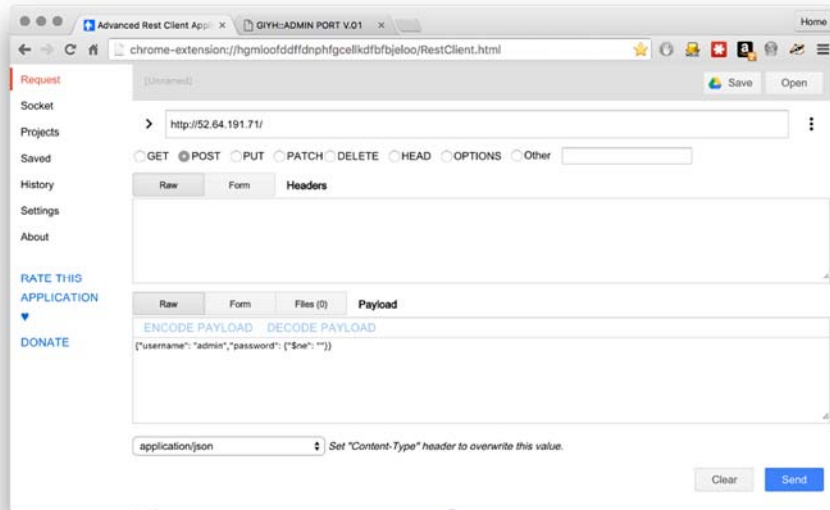 Advanced Rest Client Appli
GIYH::ADMIN PORT V.01
Home
chrome-extension://hgmloofddffdnphfgcellkdfbfbjeloo/RestClient.html
Request
[Unnamed]
Save
Open
Socket
Projects
http://52.64.191.71/
Saved
GET POST PUT PATCH DELETE HEAD OPTIONS Other
History
Raw Form Headers
Settings
About
RATE THIS
APPLICATION
♥
DONATE
Raw Form Files (0) Payload
ENCODE PAYLOAD DECODE PAYLOAD
{"username": "admin","password": {"$ne": ""}}
application/json
Set "Content-Type" header to overwrite this value.
Clear
Send